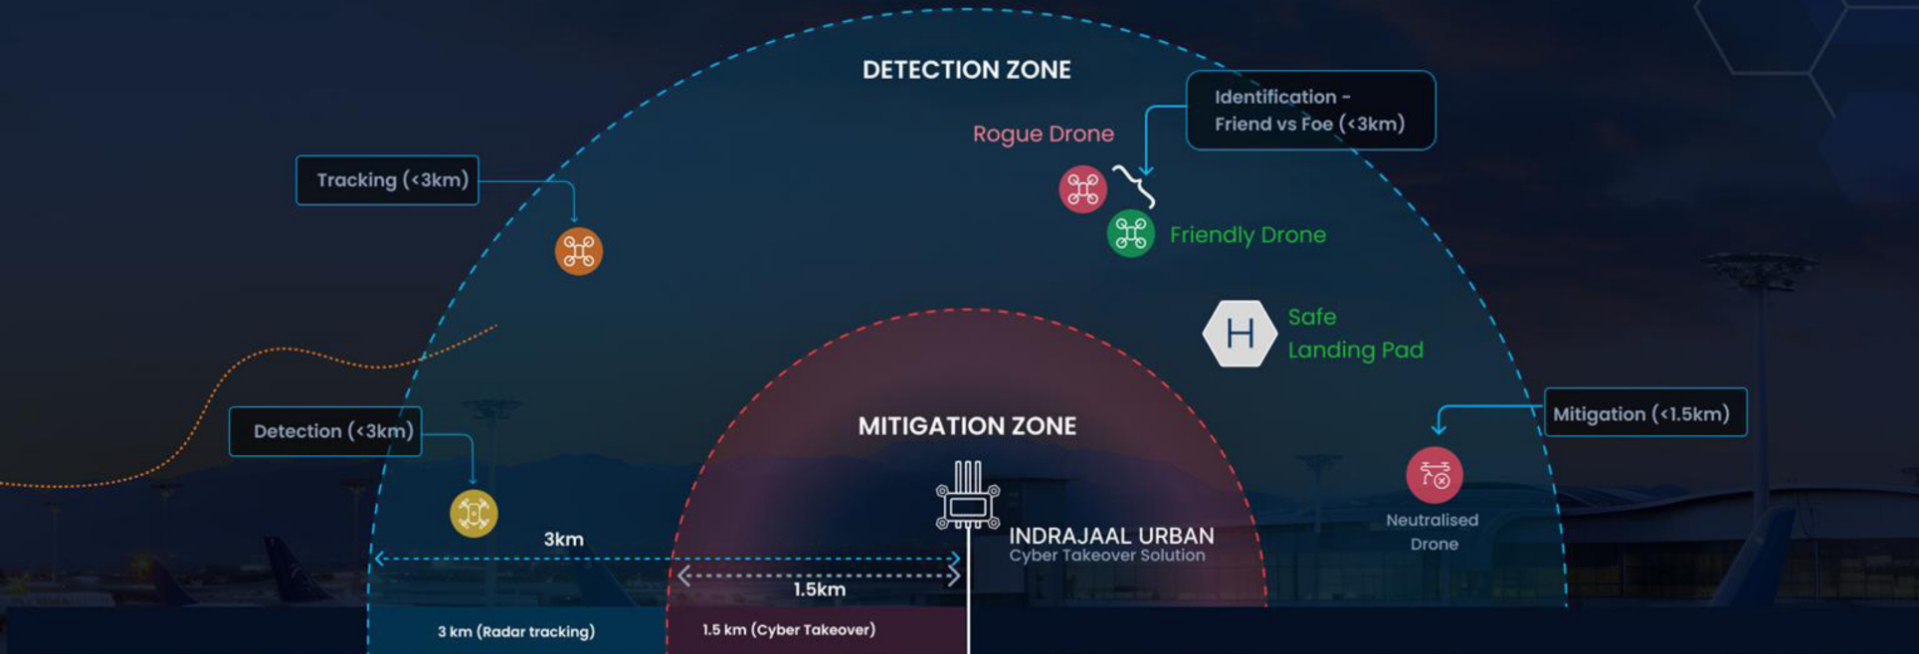 DETECTION ZONE
Identification -
Friend vs Foe (<3km)
Rogue Drone
Tracking (<3km)
Friendly Drone
H
Safe
Landing Pad
Mitigation (<1.5km)
Detection (<3km)
MITIGATION ZONE
Neutralised
Drone
INDRAJAAL URBAN
Cyber Takeover Solution
3km
1.5km
3 km (Radar tracking)
1.5 km (Cyber Takeover)